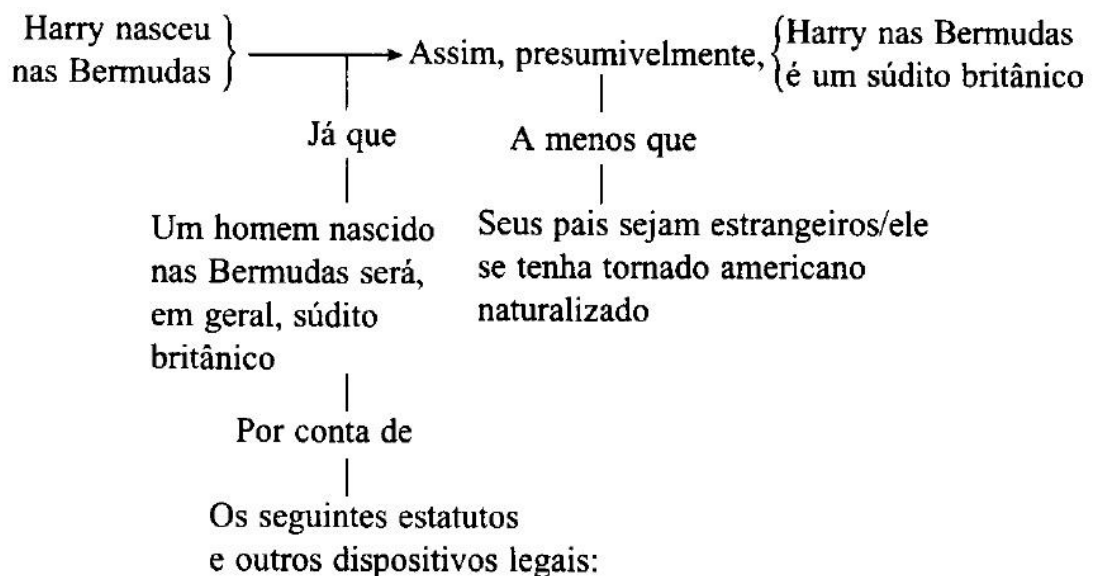 Harry nasceu
nas Bermudas
Assim, presumivelmente,
Harry nas Bermudas
é um súdito britânico
Já que
A menos que
Um homem nascido
nas Bermudas será,
em geral, súdito
britânico
Seus pais sejam estrangeiros/ele
se tenha tornado americano
naturalizado
Por conta de
Os seguintes estatutos
e outros dispositivos legais: